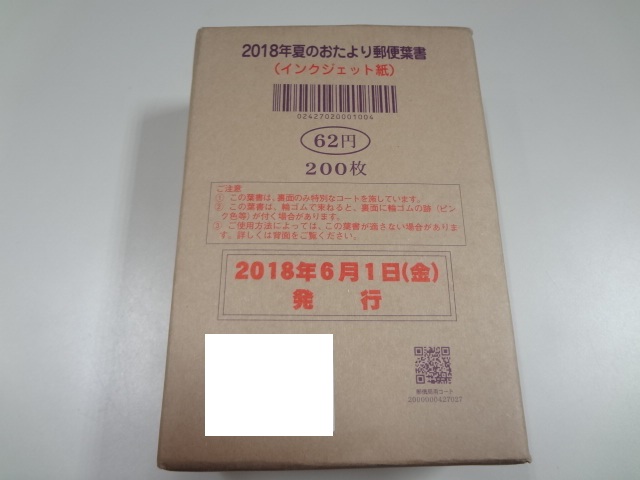 2018年夏のおたより郵便葉書
(インクジェット紙)
02427020001004
62円
200枚
ご注意
① この葉書は、裏面のみ特別なコートを施しています。
② この葉書は、輪ゴムで束ねると、裏面に輪ゴムの跡(ピン
ク色等)が付く場合があります。
③ ご使用方法によっては、この葉書が適さない場合がありま
す。詳しくは背面をご覧ください。
2018年6月1日(金)
発 行